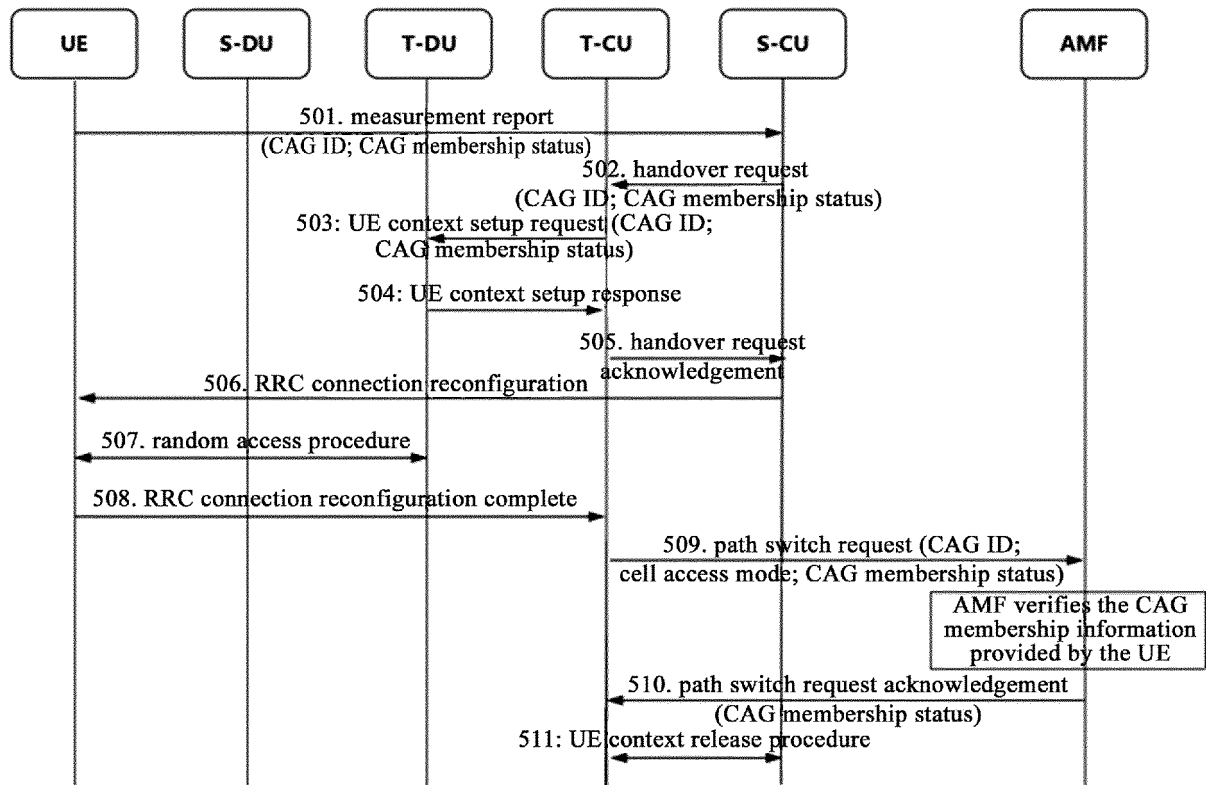 UE
S-DU
T-DU
T-CU
S-CU
AMF
501. measurement report
(CAG ID; CAG membership status)
502. handover request
(CAG ID; CAG membership status)
503: UE context setup request (CAG ID;
CAG membership status)
504: UE context setup response
505. handover request
acknowledgement
506. RRC connection reconfiguration
507. random access procedure
508. RRC connection reconfiguration complete
509. path switch request (CAG ID;
cell access mode; CAG membership status)
AMF verifies the CAG
membership information
provided by the UE
510. path switch request acknowledgement
(CAG membership status)
511: UE context release procedure